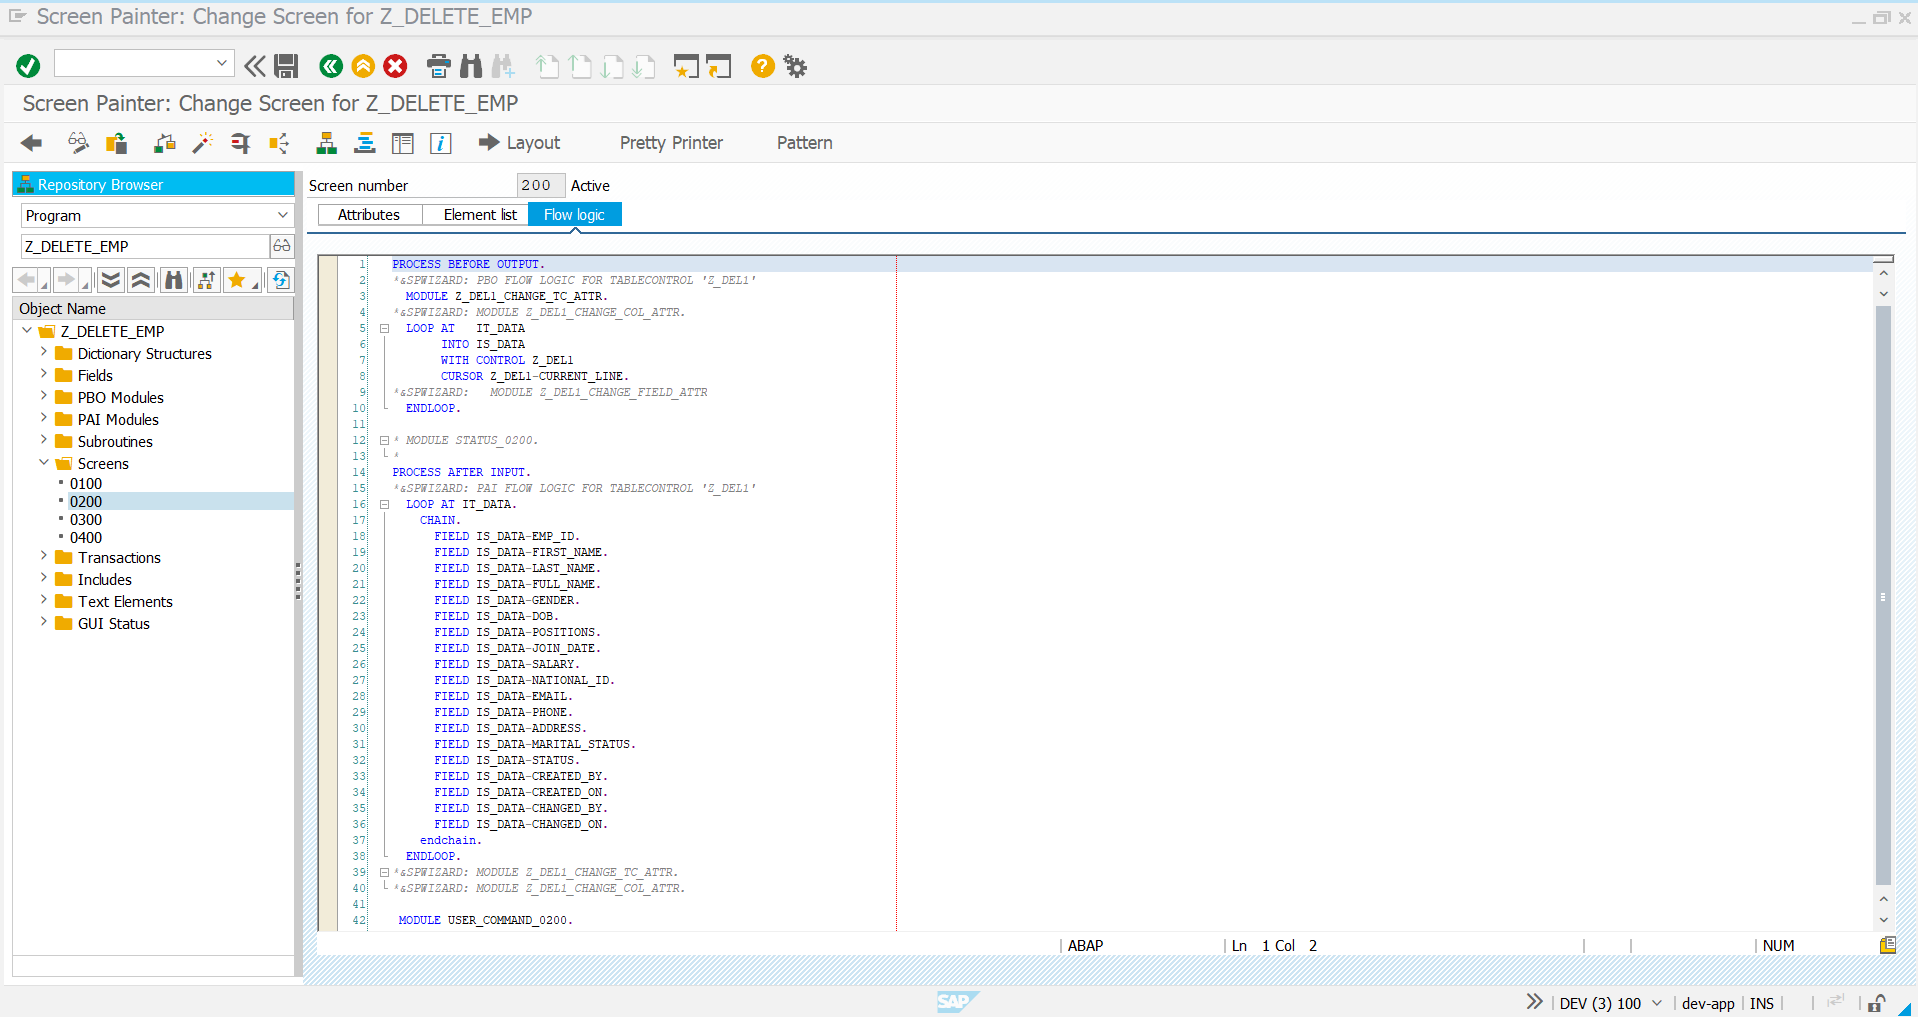 Screen Painter: Change Screen for Z_DELETE_EMP
Screen Painter: Change Screen for Z_DELETE_EMP
Layout Pretty Printer Pattern
Repository Browser
Program
Z_DELETE_EMP
Object Name
Z_DELETE_EMP
Dictionary Structures
Fields
PBO Modules
PAI Modules
Subroutines
Screens
0100
0200
0300
0400
Transactions
Includes
Text Elements
GUI Status
Screen number 200 Active
Attributes Element list Flow logic
1 PROCESS BEFORE OUTPUT.
2 *&SPWIZARD: PBO FLOW LOGIC FOR TABLECONTROL 'Z_DEL1'
3 MODULE Z_DEL1_CHANGE_TC_ATTR.
4 *&SPWIZARD: MODULE Z_DEL1_CHANGE_COL_ATTR.
5 LOOP AT IT_DATA
6 INTO IS_DATA
7 WITH CONTROL Z_DEL1
8 CURSOR Z_DEL1-CURRENT_LINE.
9 *&SPWIZARD: MODULE Z_DEL1_CHANGE_FIELD_ATTR
10 ENDLOOP.
11
12 * MODULE STATUS_0200.
13 *
14 PROCESS AFTER INPUT.
15 *&SPWIZARD: PAI FLOW LOGIC FOR TABLECONTROL 'Z_DEL1'
16 LOOP AT IT_DATA.
17 CHAIN.
18 FIELD IS_DATA-EMP_ID.
19 FIELD IS_DATA-FIRST_NAME.
20 FIELD IS_DATA-LAST_NAME.
21 FIELD IS_DATA-FULL_NAME.
22 FIELD IS_DATA-GENDER.
23 FIELD IS_DATA-DOB.
24 FIELD IS_DATA-POSITIONS.
25 FIELD IS_DATA-JOIN_DATE.
26 FIELD IS_DATA-SALARY.
27 FIELD IS_DATA-NATIONAL_ID.
28 FIELD IS_DATA-EMAIL.
29 FIELD IS_DATA-PHONE.
30 FIELD IS_DATA-ADDRESS.
31 FIELD IS_DATA-MARITAL_STATUS.
32 FIELD IS_DATA-STATUS.
33 FIELD IS_DATA-CREATED_BY.
34 FIELD IS_DATA-CREATED_ON.
35 FIELD IS_DATA-CHANGED_BY.
36 FIELD IS_DATA-CHANGED_ON.
37 endchain.
38 ENDLOOP.
39 *&SPWIZARD: MODULE Z_DEL1_CHANGE_TC_ATTR.
40 *&SPWIZARD: MODULE Z_DEL1_CHANGE_COL_ATTR.
41
42 MODULE USER_COMMAND_0200.
ABAP Ln 1 Col 2 NUM
SAP DEV (3) 100 dev-app INS